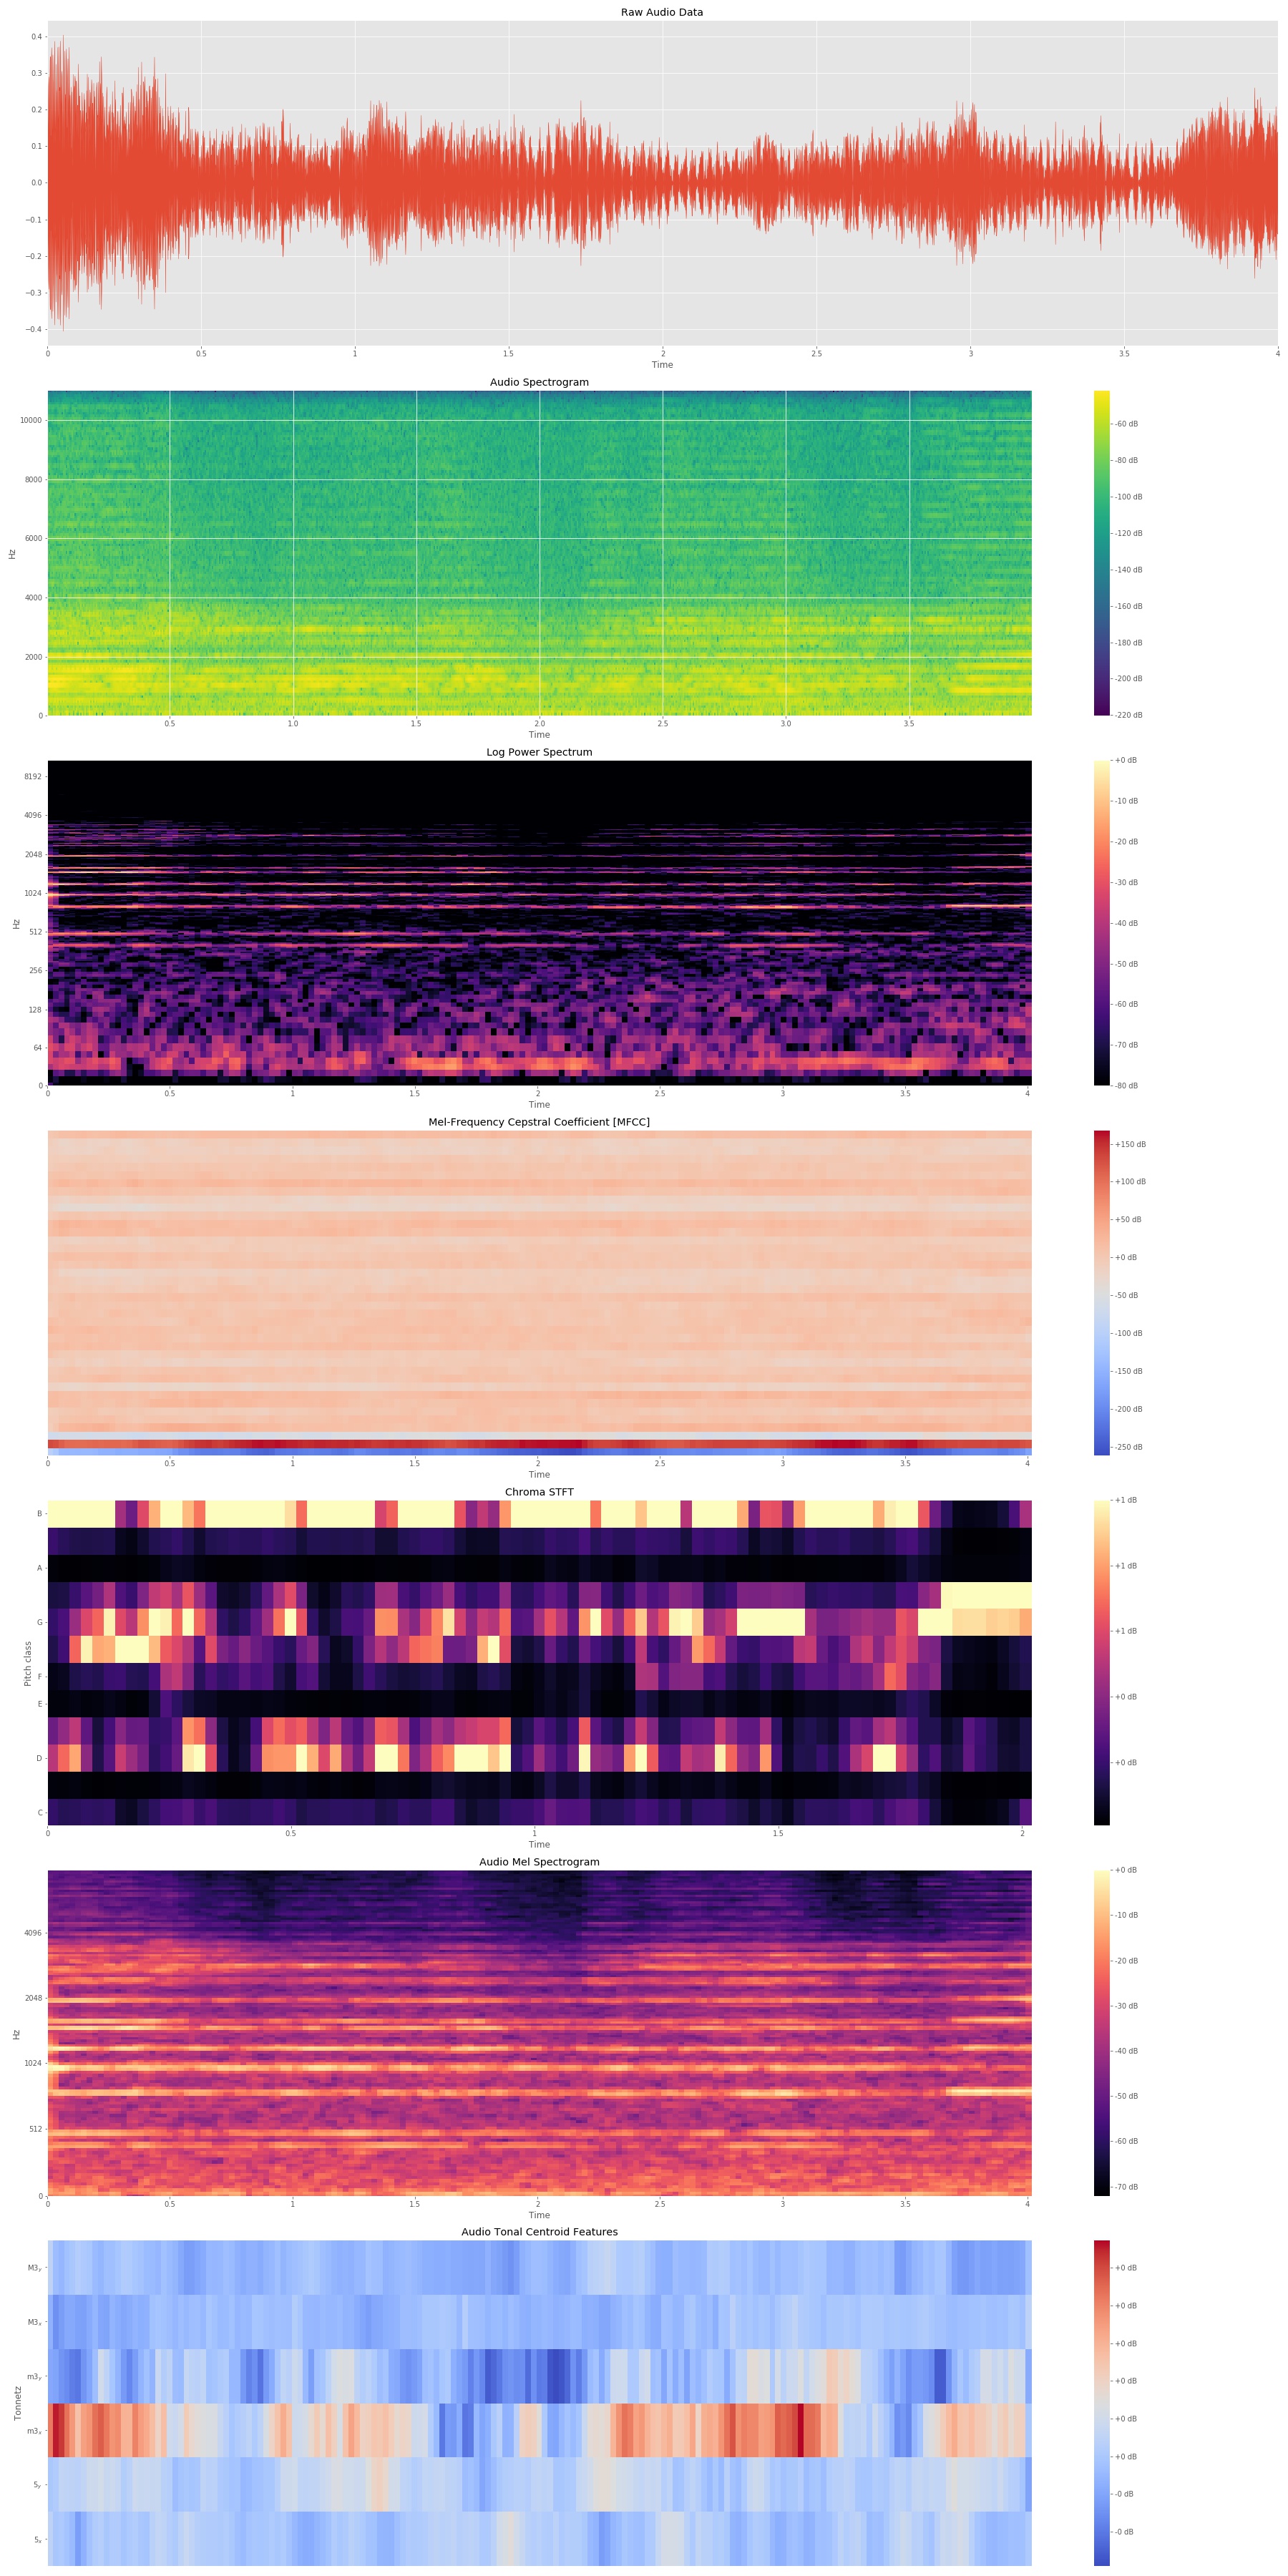 Raw Audio Data
0.4
0.3
0.2
0.1
0.0
−0.1
−0.2
−0.3
−0.4
0 0.5 1 1.5 2 2.5 3 3.5 4
Time
Audio Spectrogram
Hz
10000
8000
6000
4000
2000
0
0.5 1.0 1.5 2.0 2.5 3.0 3.5
Time
-60 dB
-80 dB
-100 dB
-120 dB
-140 dB
-160 dB
-180 dB
-200 dB
-220 dB
Log Power Spectrum
Hz
8192
4096
2048
1024
512
256
128
64
0
0 0.5 1 1.5 2 2.5 3 3.5 4
Time
+0 dB
-10 dB
-20 dB
-30 dB
-40 dB
-50 dB
-60 dB
-70 dB
-80 dB
Mel-Frequency Cepstral Coefficient [MFCC]
0 0.5 1 1.5 2 2.5 3 3.5 4
Time
+150 dB
+100 dB
+50 dB
+0 dB
-50 dB
-100 dB
-150 dB
-200 dB
-250 dB
Chroma STFT
Pitch class
B
A
G
F
E
D
C
0 0.5 1 1.5 2
Time
+1 dB
+1 dB
+1 dB
+0 dB
+0 dB
Audio Mel Spectrogram
Hz
4096
2048
1024
512
0
0 0.5 1 1.5 2 2.5 3 3.5 4
Time
+0 dB
-10 dB
-20 dB
-30 dB
-40 dB
-50 dB
-60 dB
-70 dB
Audio Tonal Centroid Features
Tonnetz
M3y
M3x
m3y
m3x
5y
5x
+0 dB
+0 dB
+0 dB
+0 dB
+0 dB
+0 dB
-0 dB
-0 dB